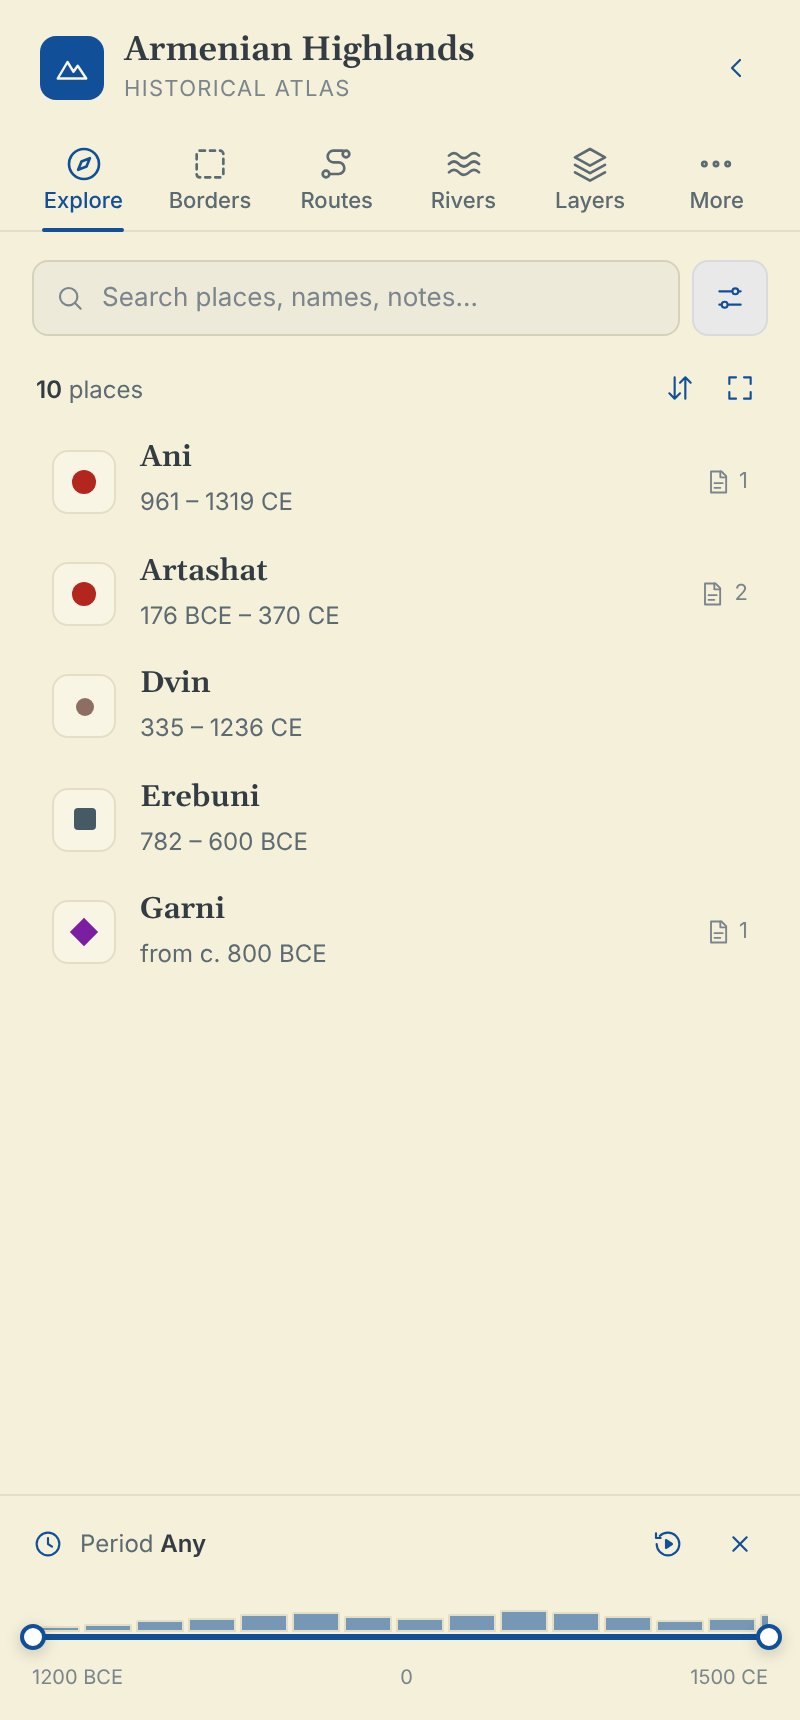 Armenian Highlands
HISTORICAL ATLAS
Explore Borders Routes Rivers Layers More
Search places, names, notes...
10 places
Ani
961 – 1319 CE
1
Artashat
176 BCE – 370 CE
2
Dvin
335 – 1236 CE
Erebuni
782 – 600 BCE
Garni
from c. 800 BCE
1
Period Any
1200 BCE 0 1500 CE